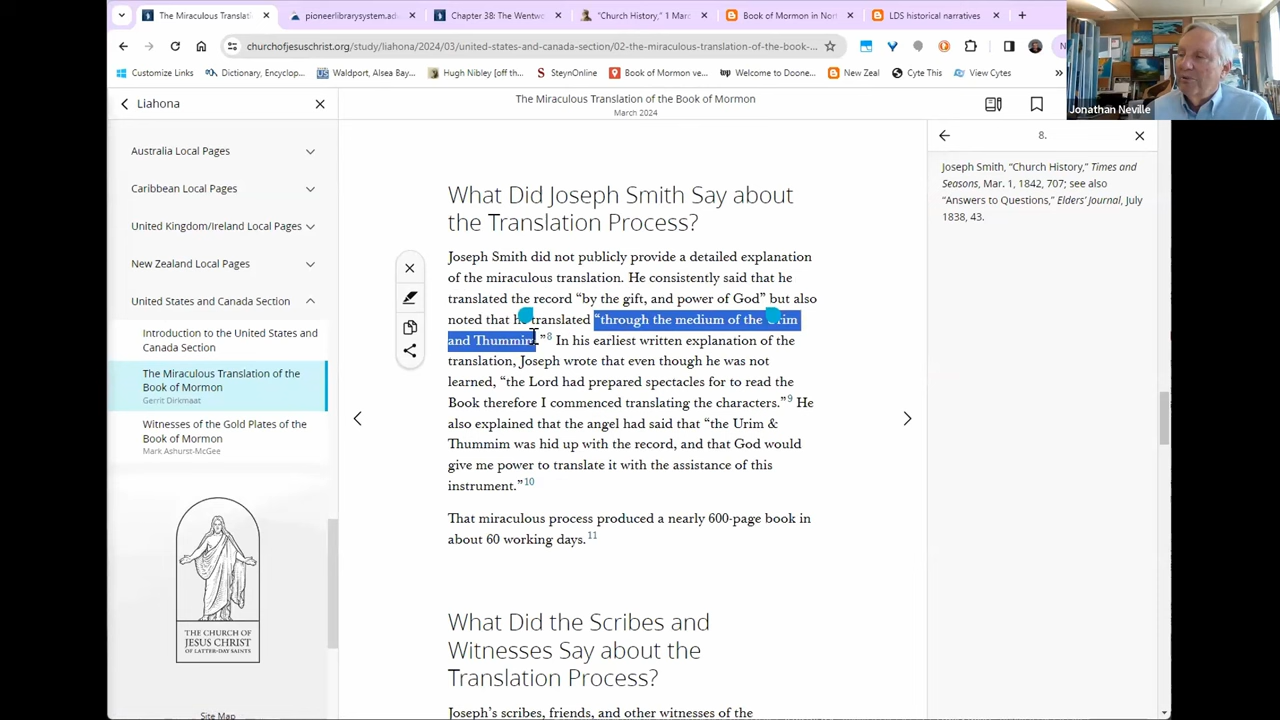 The Miraculous Translati
pioneerlibrarysystem.ad
Chapter 38: The Wentw
"Church History," 1 Mar
Book of Mormon in Nor
LDS historical narratives
churchofjesuschrist.org/study/liahona/2024/03/united-states-and-canada-section/02-the-miraculous-translation-of-the-book-...
Customize Links
Dictionary, Encyclop...
Waldport, Alsea Bay...
Hugh Nibley [off th...
SteynOnline
Book of Mormon ve...
Welcome to Doone...
New Zeal
Cyte This
View Cytes
»
Jonathan Neville
Liahona
The Miraculous Translation of the Book of Mormon
March 2024
Australia Local Pages
Caribbean Local Pages
United Kingdom/Ireland Local Pages
New Zealand Local Pages
United States and Canada Section
Introduction to the United States and
Canada Section
The Miraculous Translation of the
Book of Mormon
Gerrit Dirkmaat
Witnesses of the Gold Plates of the
Book of Mormon
Mark Ashurst-McGee
THE CHURCH OF
JESUS CHRIST
OF LATTER-DAY SAINTS
Site Map
What Did Joseph Smith Say about
the Translation Process?
Joseph Smith did not publicly provide a detailed explanation
of the miraculous translation. He consistently said that he
translated the record “by the gift, and power of God” but also
noted that he translated “through the medium of the Urim
and Thummim.”8 In his earliest written explanation of the
translation, Joseph wrote that even though he was not
learned, “the Lord had prepared spectacles for to read the
Book therefore I commenced translating the characters.”9 He
also explained that the angel had said that “the Urim &
Thummim was hid up with the record, and that God would
give me power to translate it with the assistance of this
instrument.”10
That miraculous process produced a nearly 600-page book in
about 60 working days.11
What Did the Scribes and
Witnesses Say about the
Translation Process?
Joseph’s scribes, friends, and other witnesses of the
8.
Joseph Smith, “Church History,” Times and
Seasons, Mar. 1, 1842, 707; see also
“Answers to Questions,” Elders’ Journal, July
1838, 43.